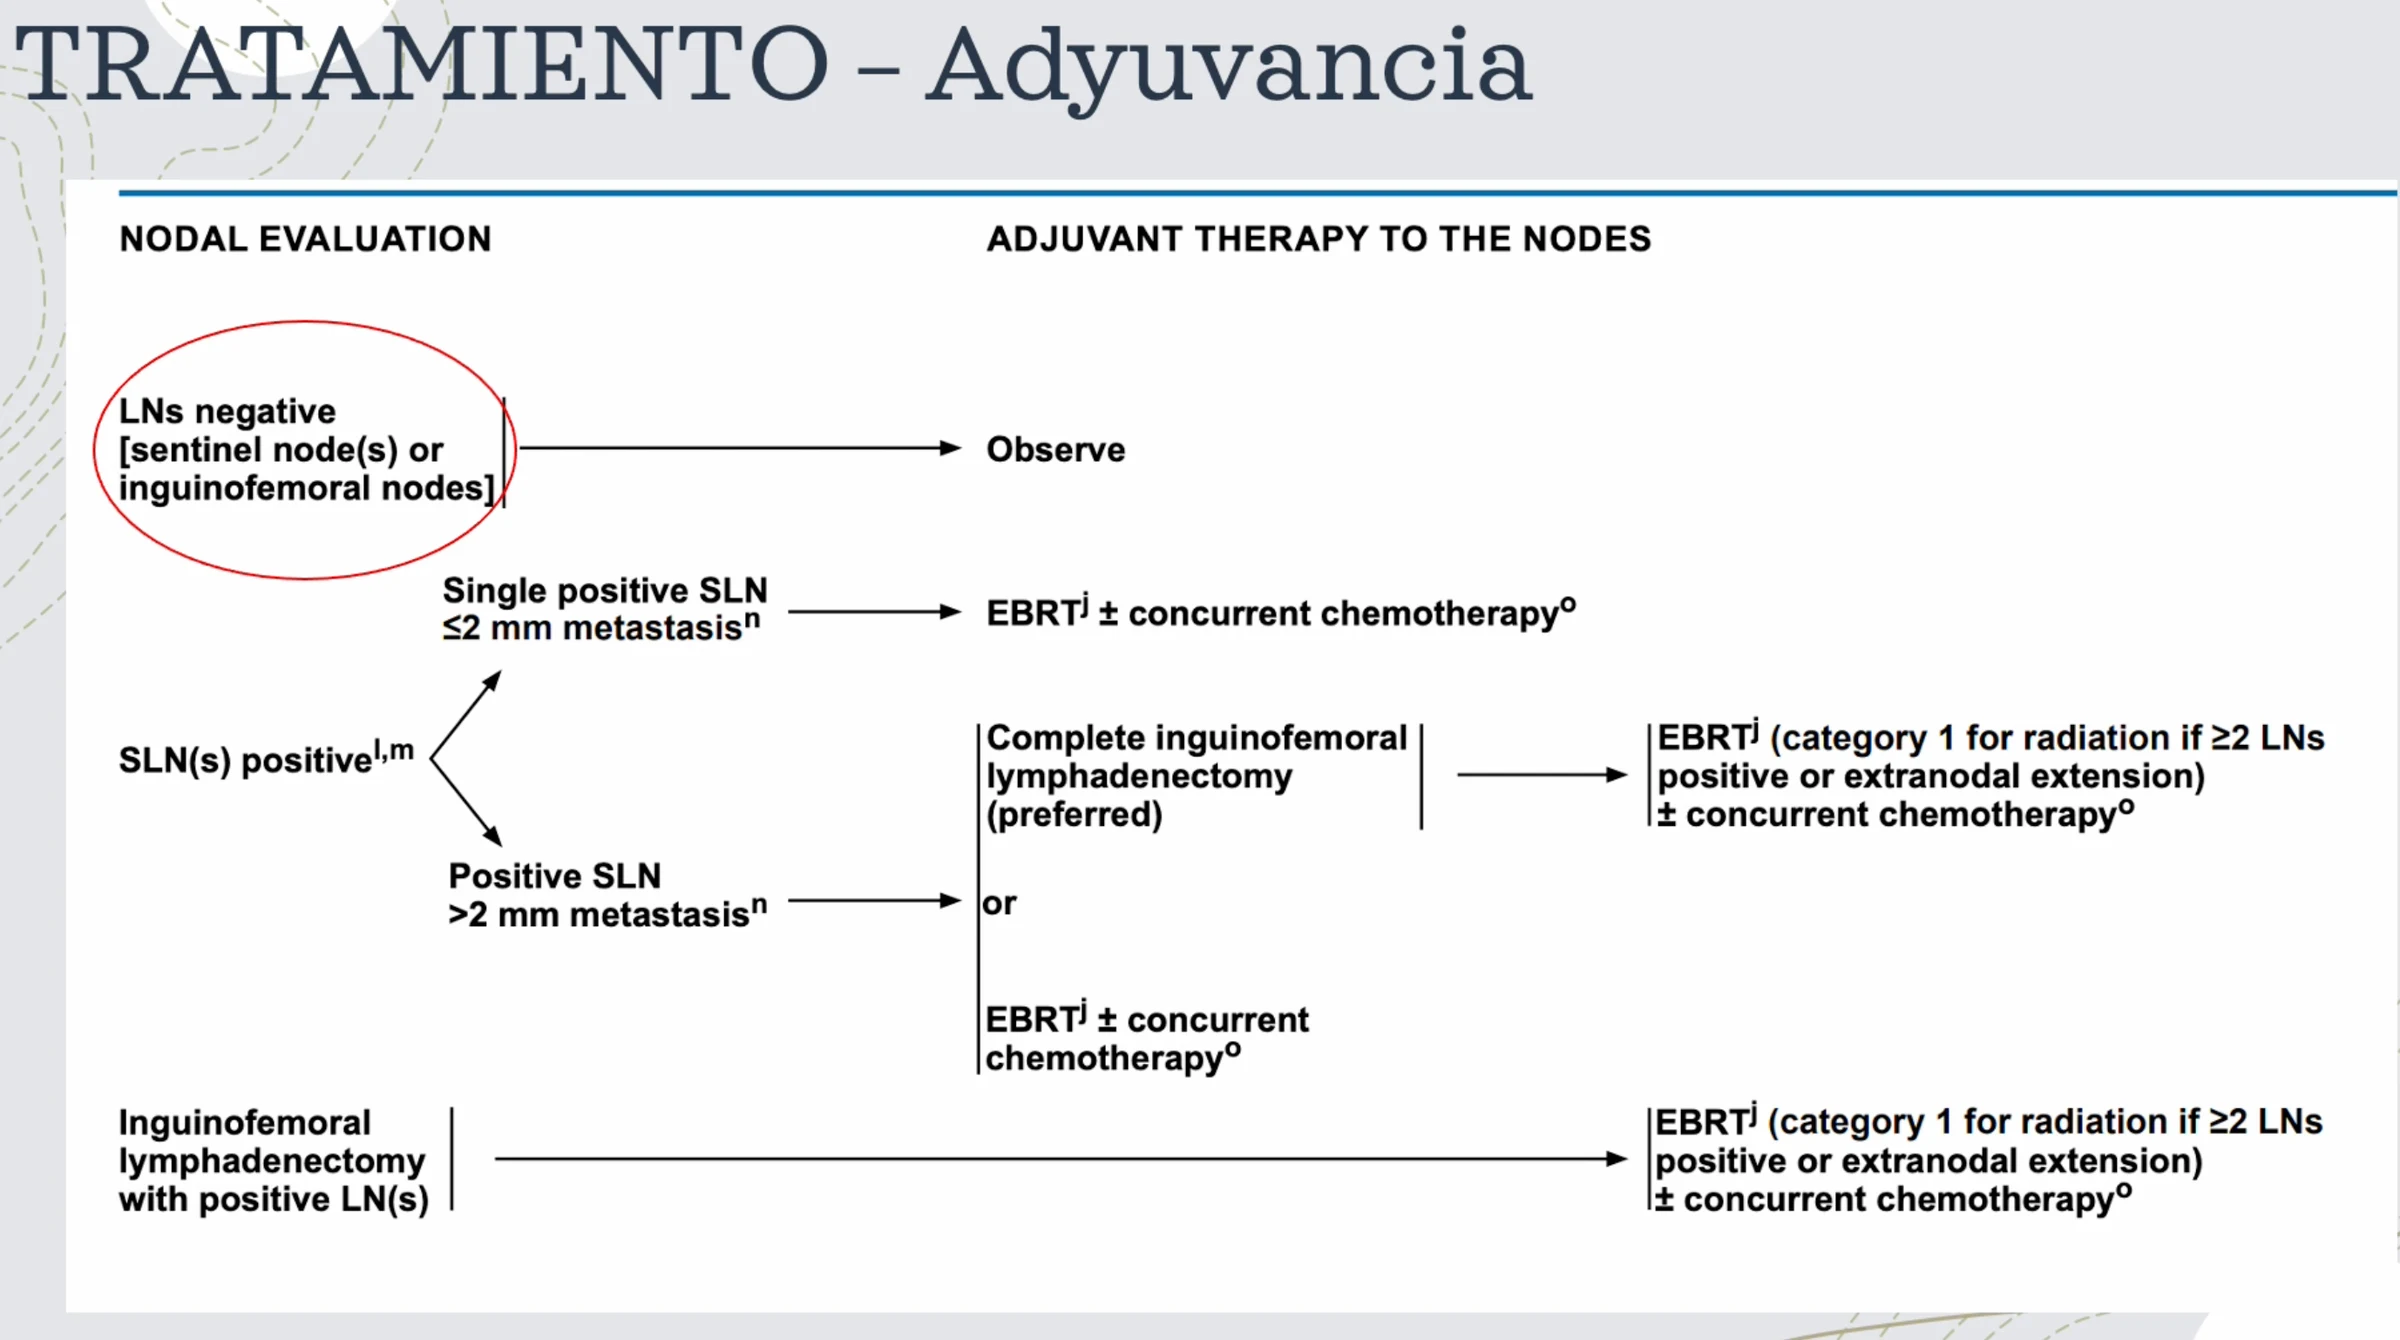 TRATAMIENTO – Adyuvancia
NODAL EVALUATION
ADJUVANT THERAPY TO THE NODES
LNs negative
[sentinel node(s) or
inguinofemoral nodes]
Observe
Single positive SLN
≤2 mm metastasisⁿ
EBRTʲ ± concurrent chemotherapyᵒ
SLN(s) positiveˡ,ᵐ
Positive SLN
>2 mm metastasisⁿ
Complete inguinofemoral
lymphadenectomy
(preferred)
or
EBRTʲ ± concurrent
chemotherapyᵒ
EBRTʲ (category 1 for radiation if ≥2 LNs
positive or extranodal extension)
± concurrent chemotherapyᵒ
Inguinofemoral
lymphadenectomy
with positive LN(s)
EBRTʲ (category 1 for radiation if ≥2 LNs
positive or extranodal extension)
± concurrent chemotherapyᵒ